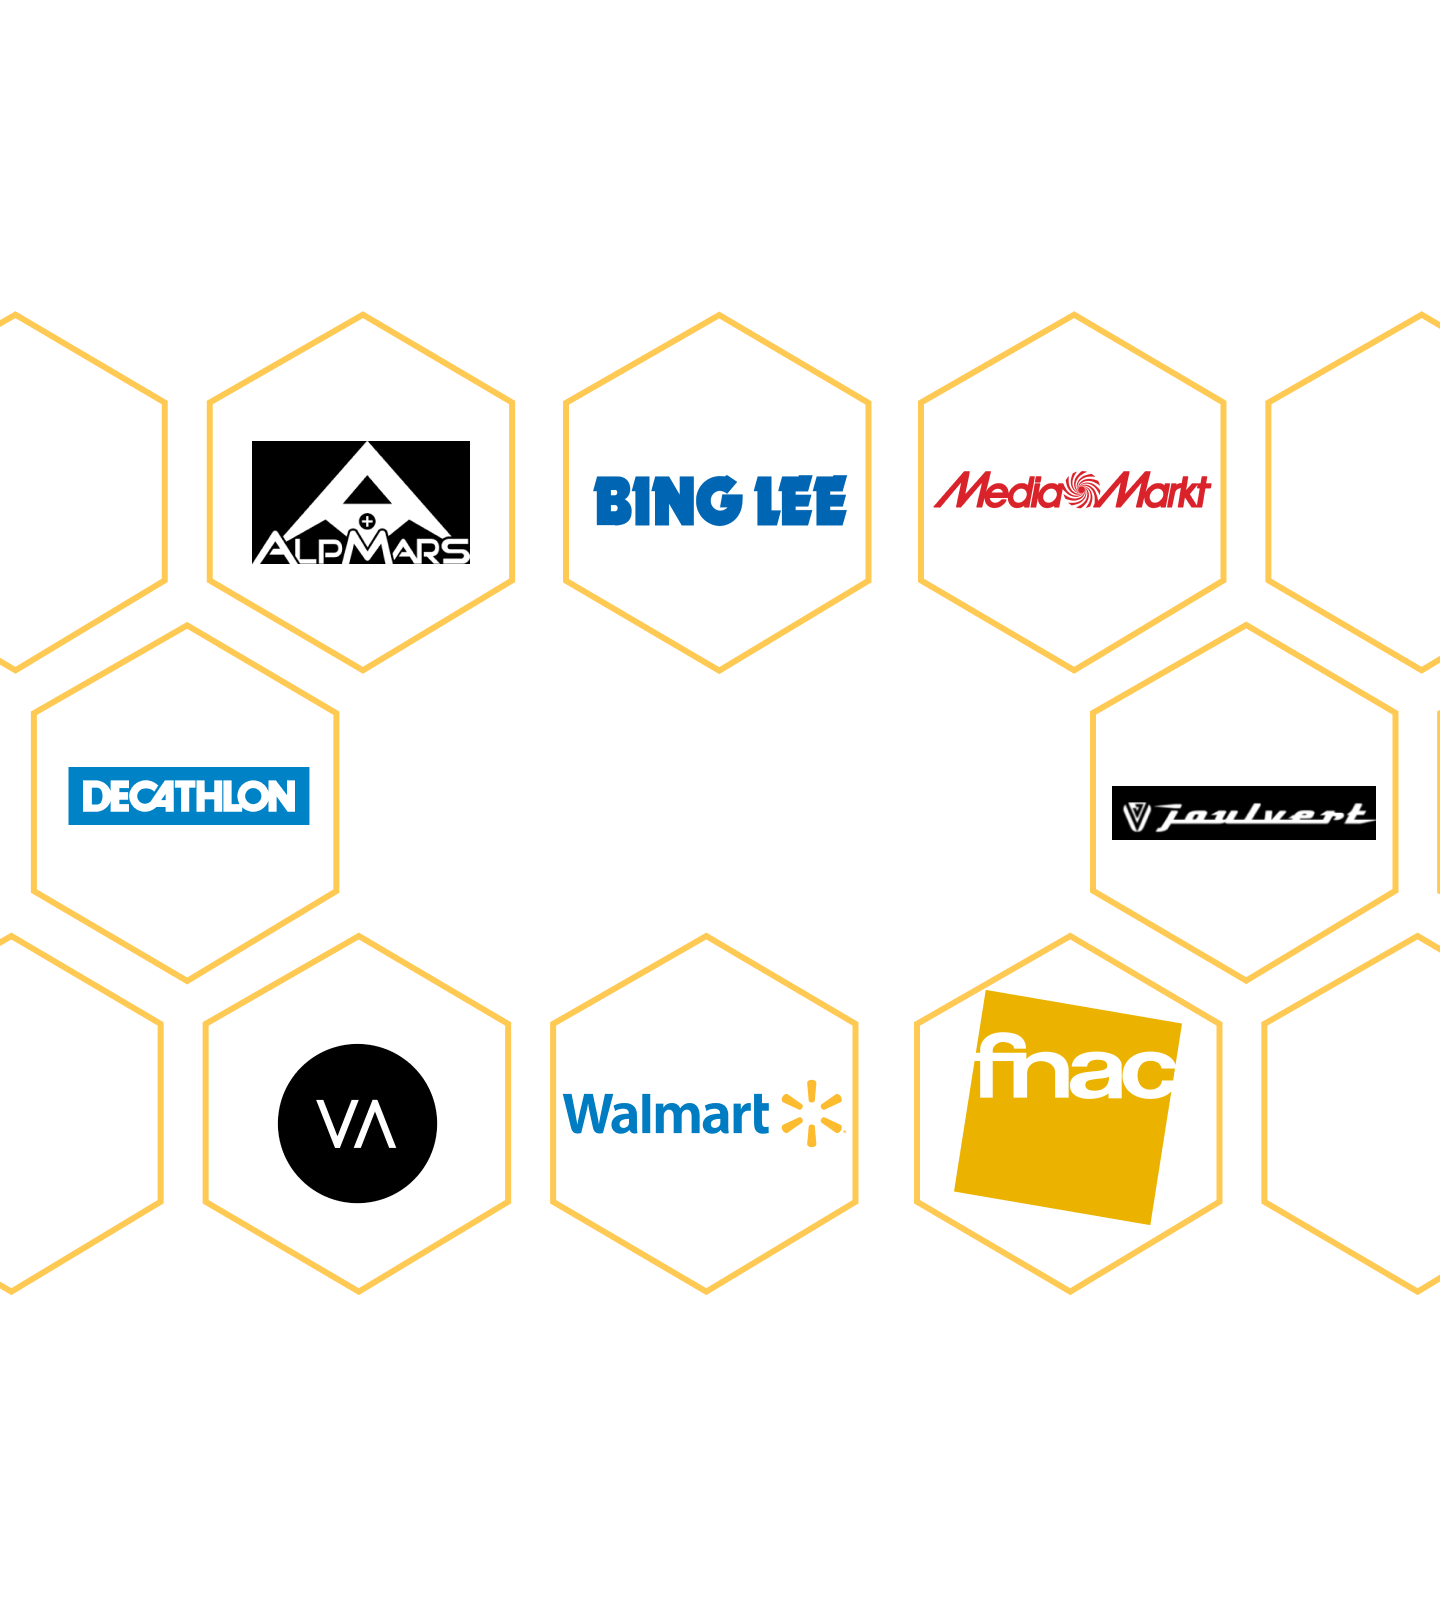 ALPMARS
BING LEE
MediaMarkt
DECATHLON
joulvert
VA
Walmart
fnac